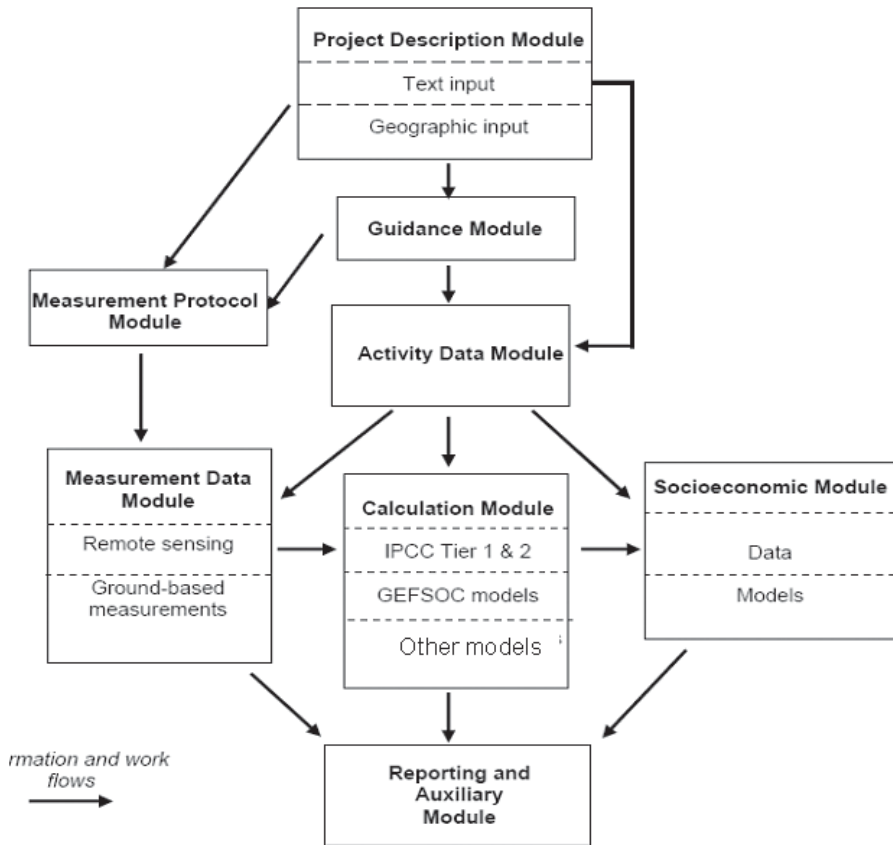 Project Description Module
Text input
Geographic input
Guidance Module
Measurement Protocol
Module
Activity Data Module
Measurement Data
Module
Remote sensing
Ground-based
measurements
Calculation Module
IPCC Tier 1 & 2
GEFSOC models
Other models
Socioeconomic Module
Data
Models
rmation and work
flows
Reporting and
Auxiliary
Module